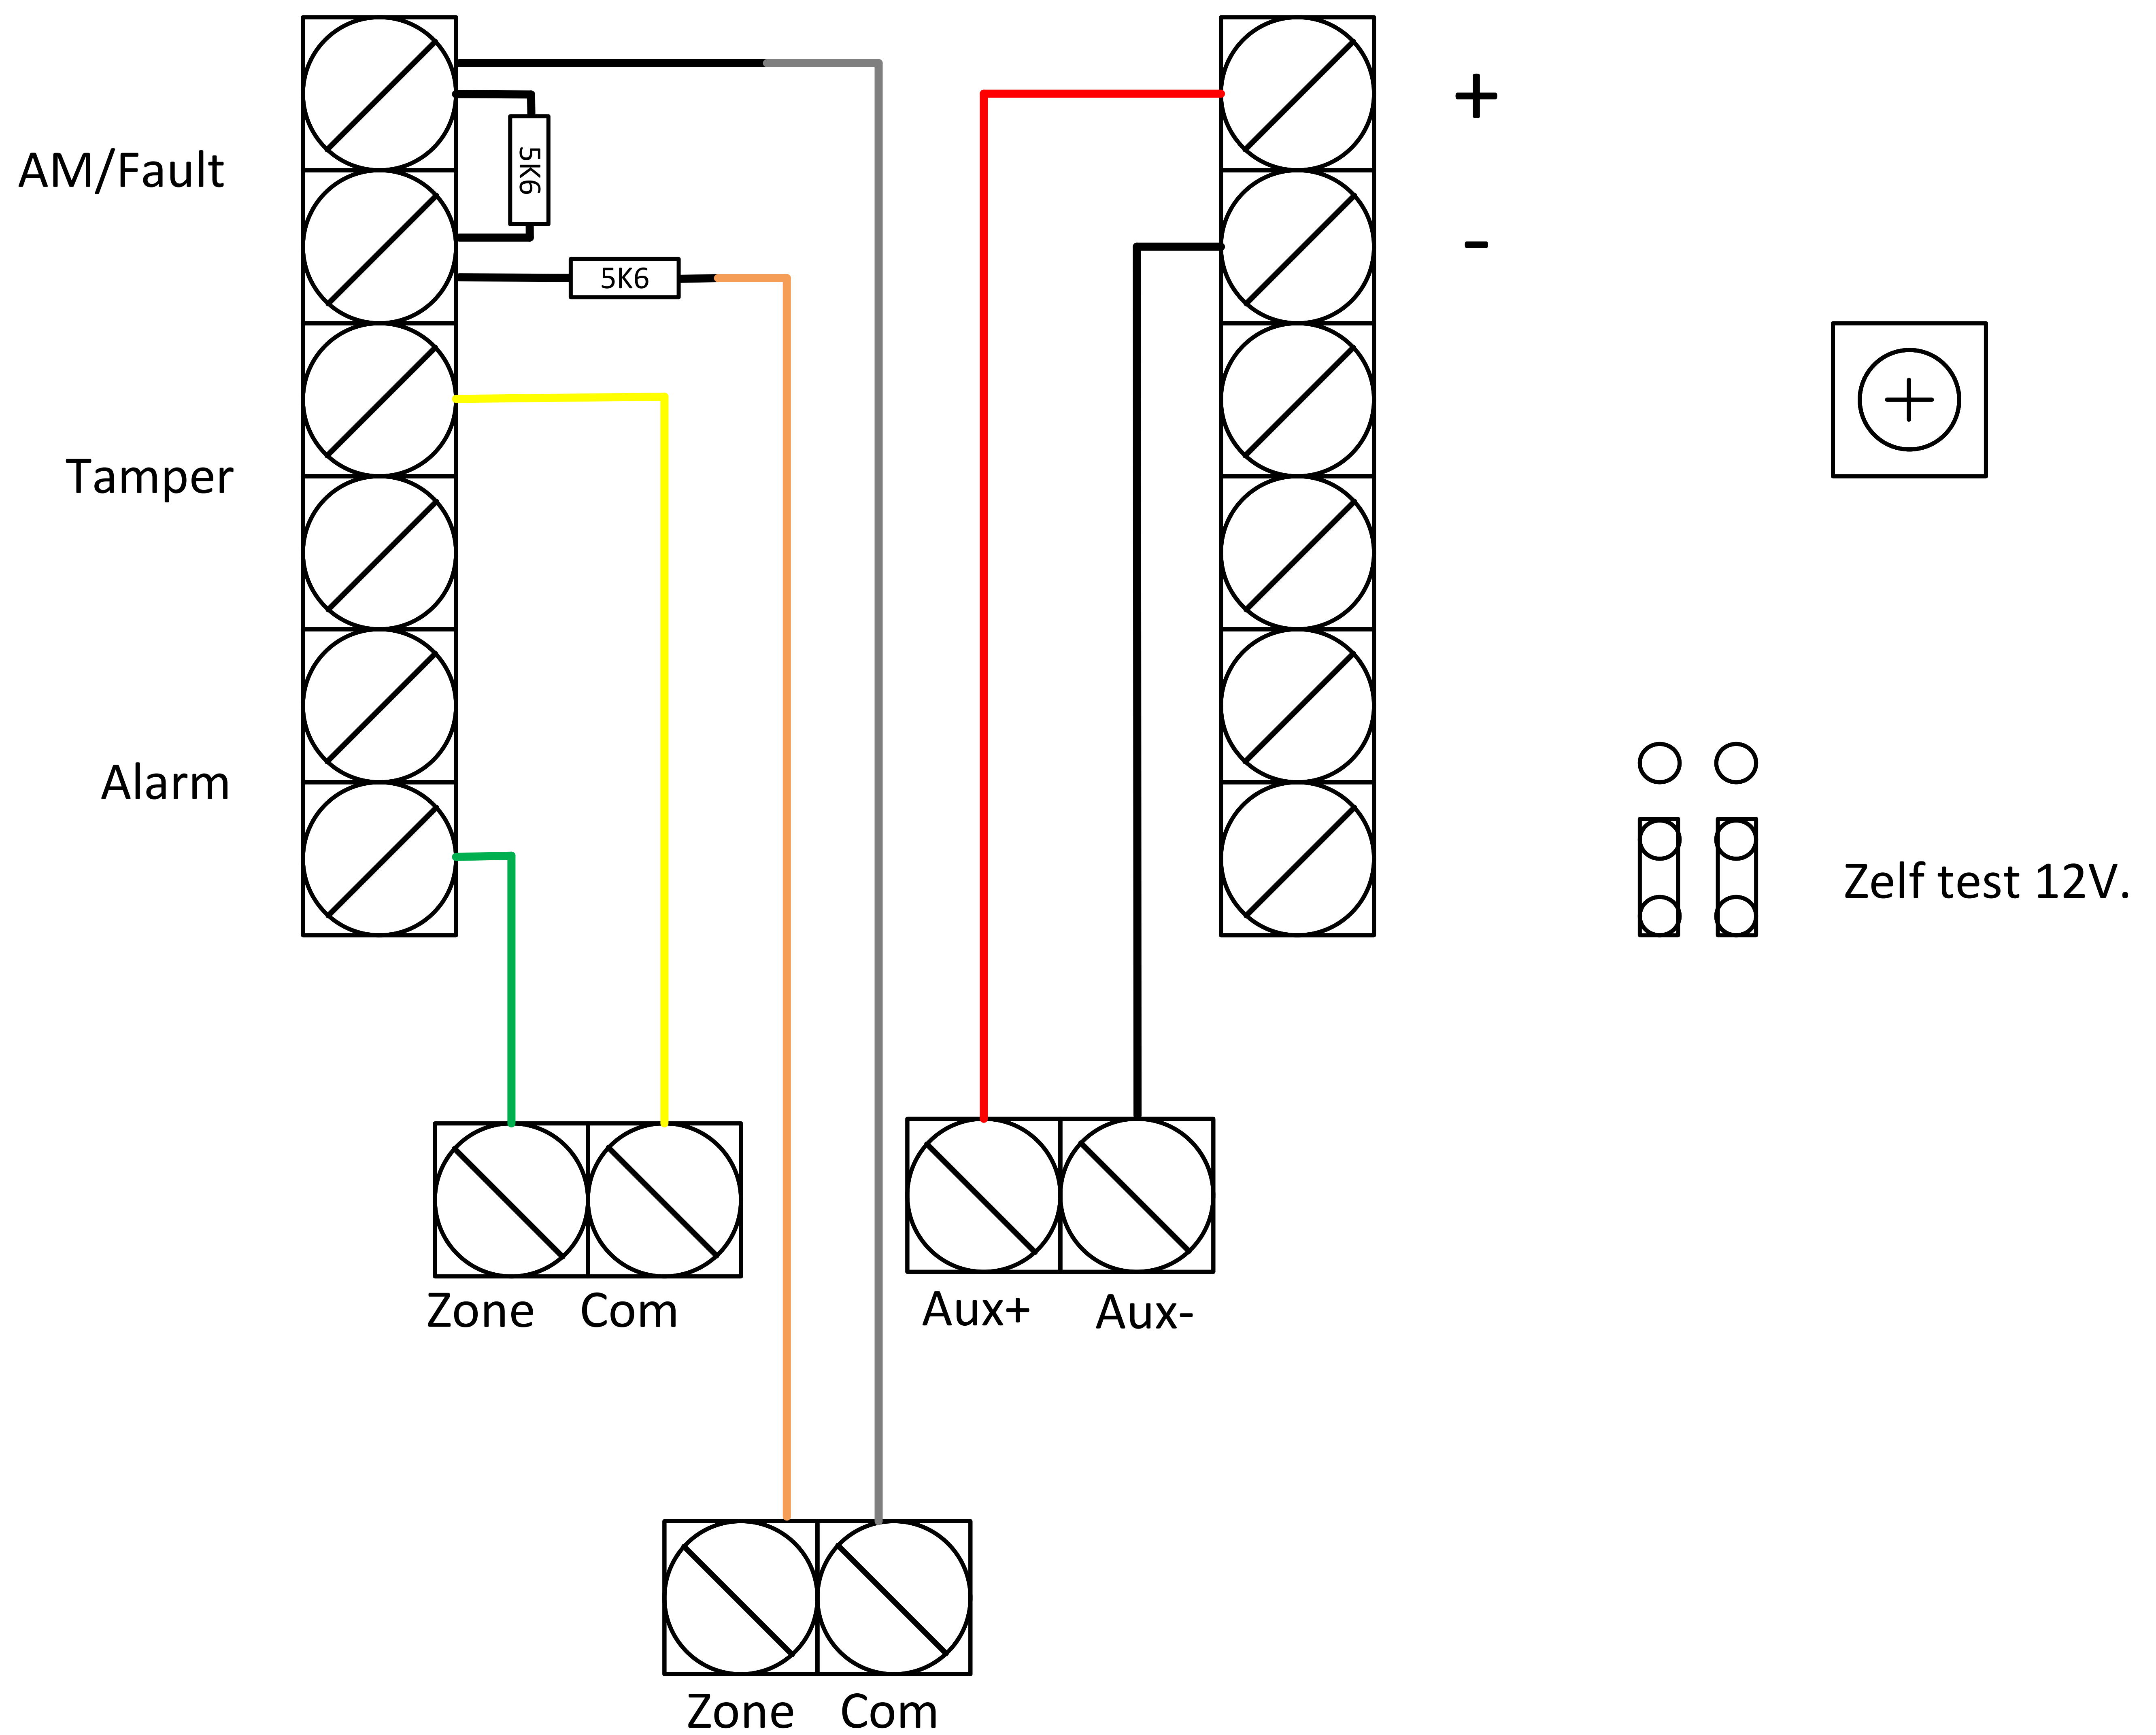 +
AM/Fault
5K6
-
5K6
Tamper
Alarm
Zelf test 12V.
Zone Com
Aux+ Aux-
Zone Com